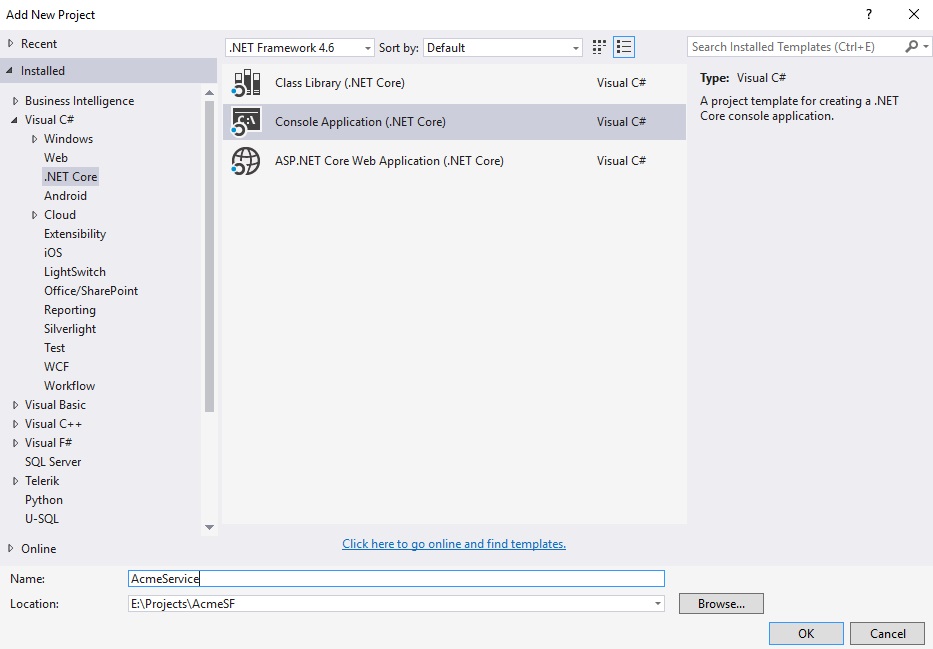 Add New Project
?
Recent
Installed
Business Intelligence
Visual C#
Windows
Web
.NET Core
Android
Cloud
Extensibility
iOS
LightSwitch
Office/SharePoint
Reporting
Silverlight
Test
WCF
Workflow
Visual Basic
Visual C++
Visual F#
SQL Server
Telerik
Python
U-SQL
Online
.NET Framework 4.6
Sort by: Default
Class Library (.NET Core) Visual C#
Console Application (.NET Core) Visual C#
ASP.NET Core Web Application (.NET Core) Visual C#
Click here to go online and find templates.
Search Installed Templates (Ctrl+E)
Type: Visual C#
A project template for creating a .NET
Core console application.
Name: AcmeService
Location: E:\Projects\AcmeSF
Browse...
OK Cancel